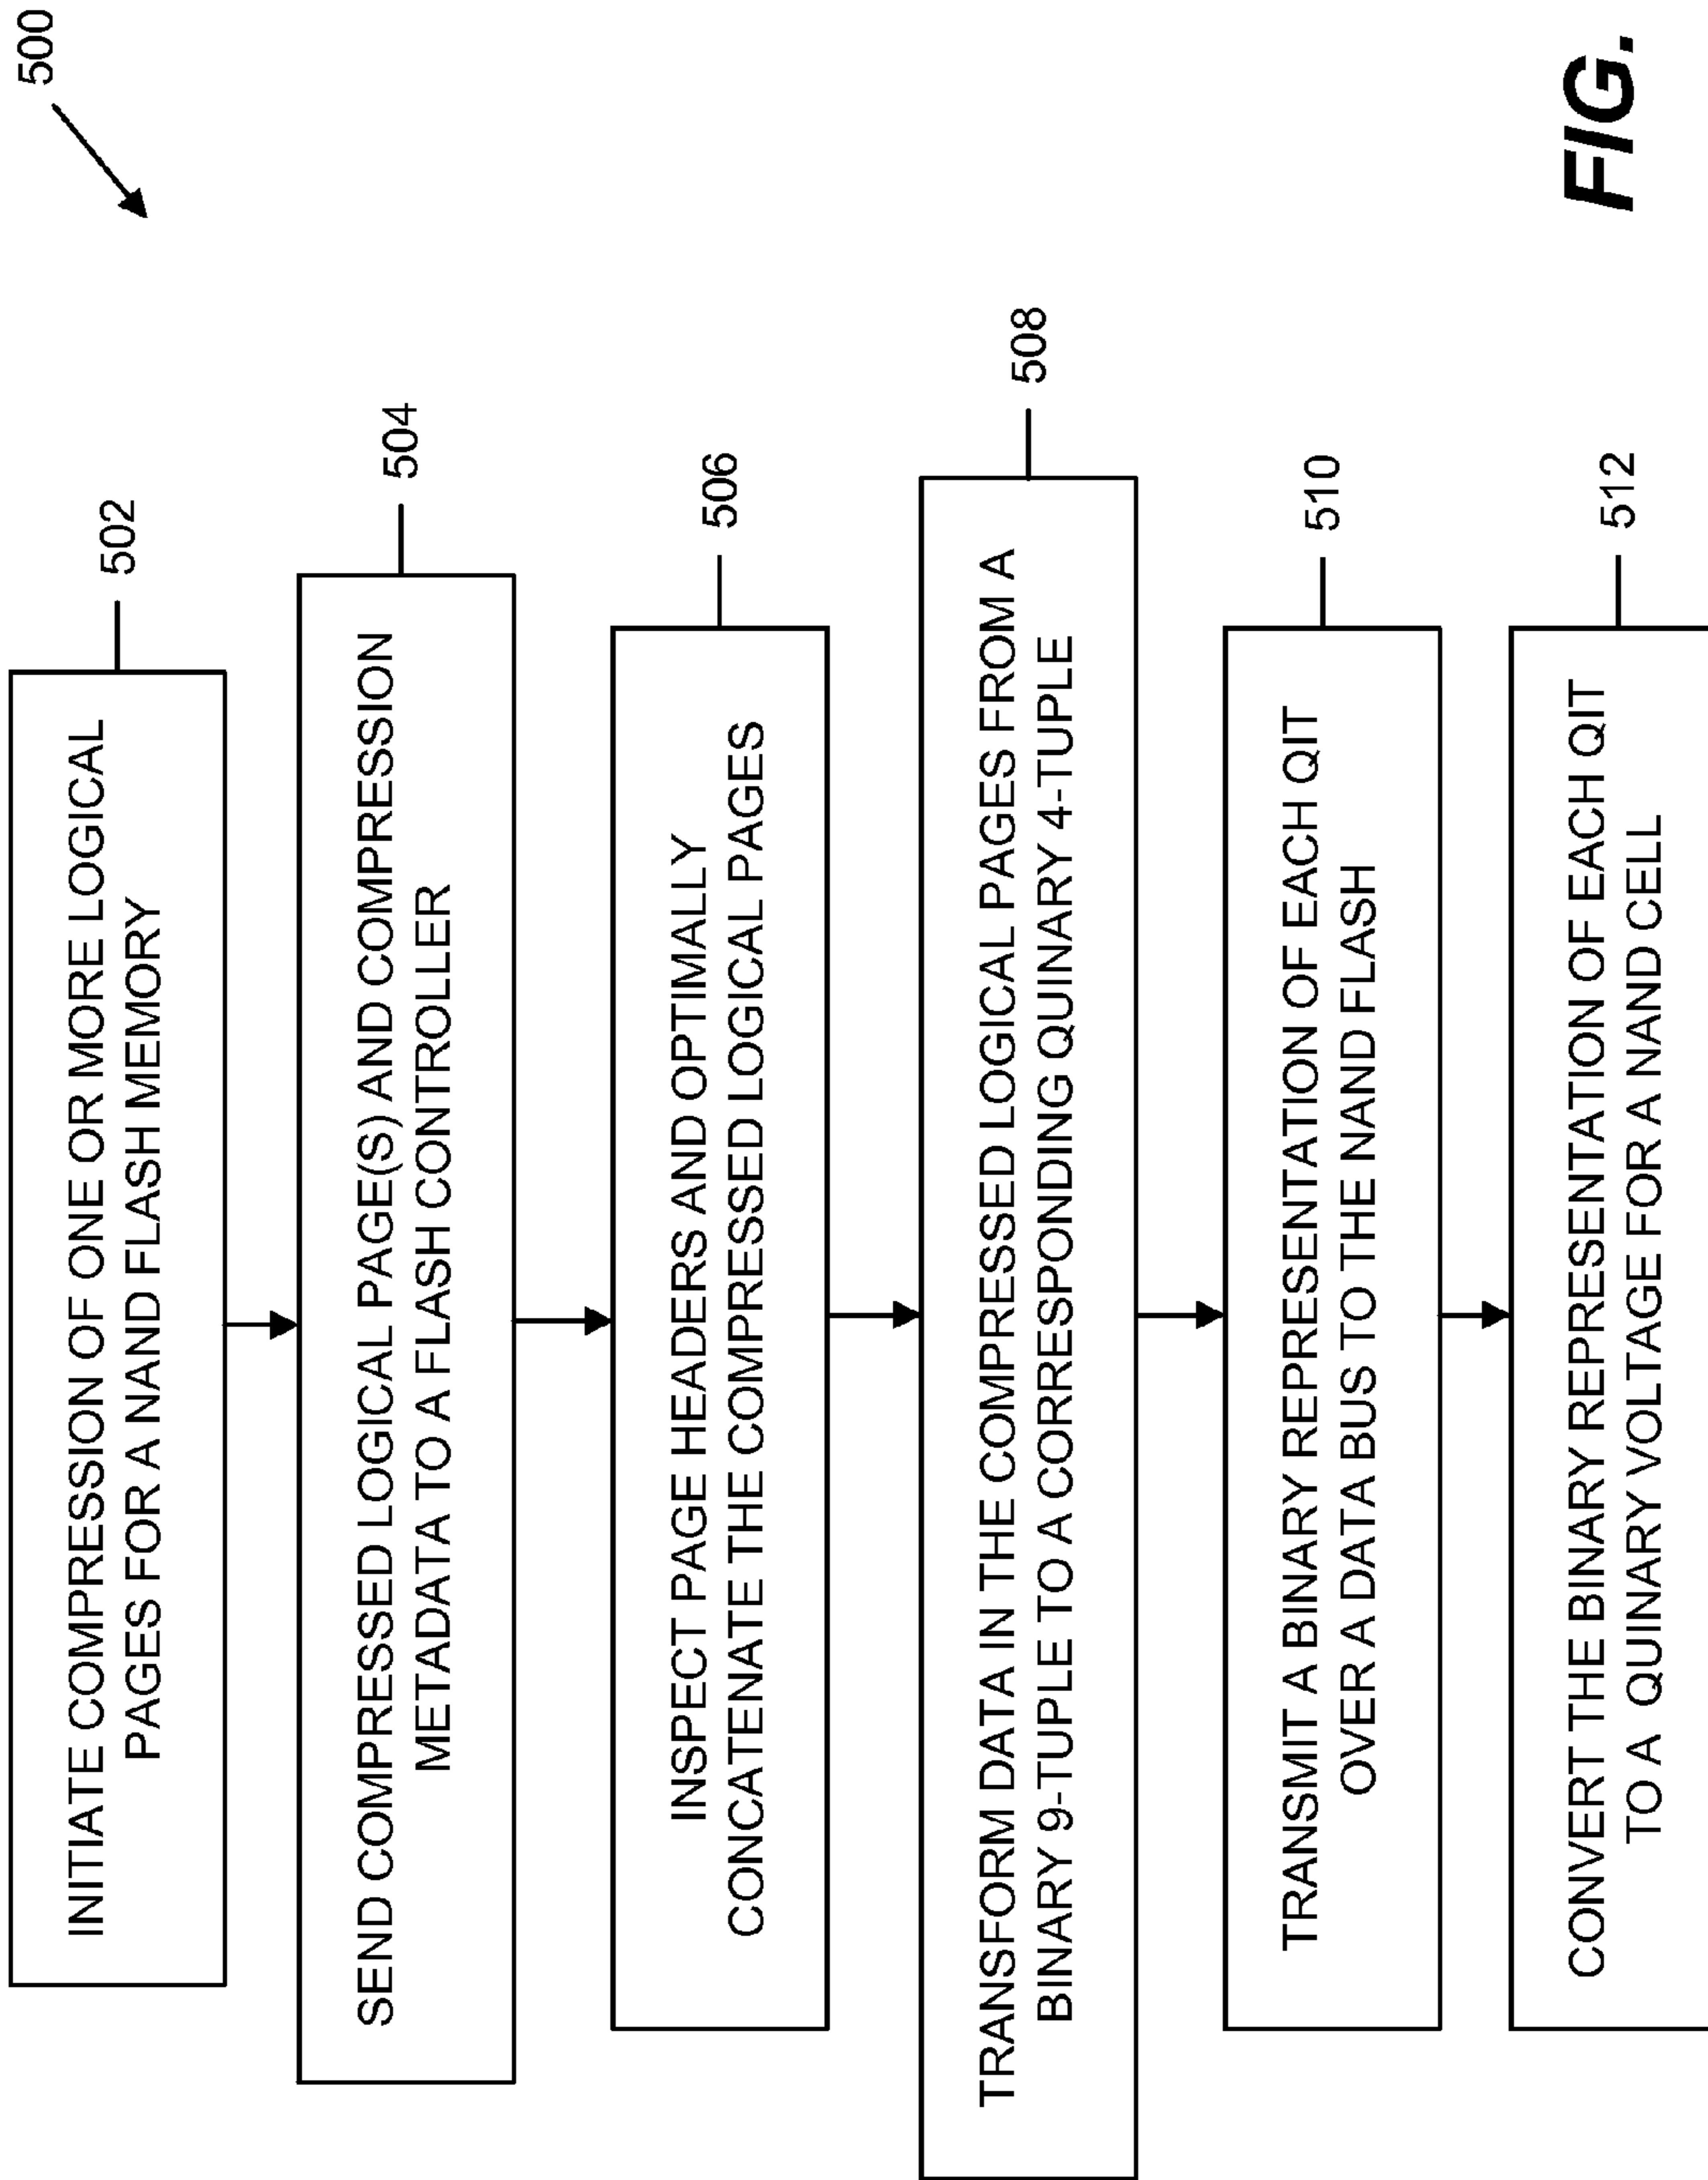 500
INITIATE COMPRESSION OF ONE OR MORE LOGICAL
PAGES FOR A NAND FLASH MEMORY
502
SEND COMPRESSED LOGICAL PAGE(S) AND COMPRESSION
METADATA TO A FLASH CONTROLLER
504
INSPECT PAGE HEADERS AND OPTIMALLY
CONCATENATE THE COMPRESSED LOGICAL PAGES
506
TRANSFORM DATA IN THE COMPRESSED LOGICAL PAGES FROM A
BINARY 9-TUPLE TO A CORRESPONDING QUINARY 4-TUPLE
508
TRANSMIT A BINARY REPRESENTATION OF EACH QIT
OVER A DATA BUS TO THE NAND FLASH
510
CONVERT THE BINARY REPRESENTATION OF EACH QIT
TO A QUINARY VOLTAGE FOR A NAND CELL
512
FIG.